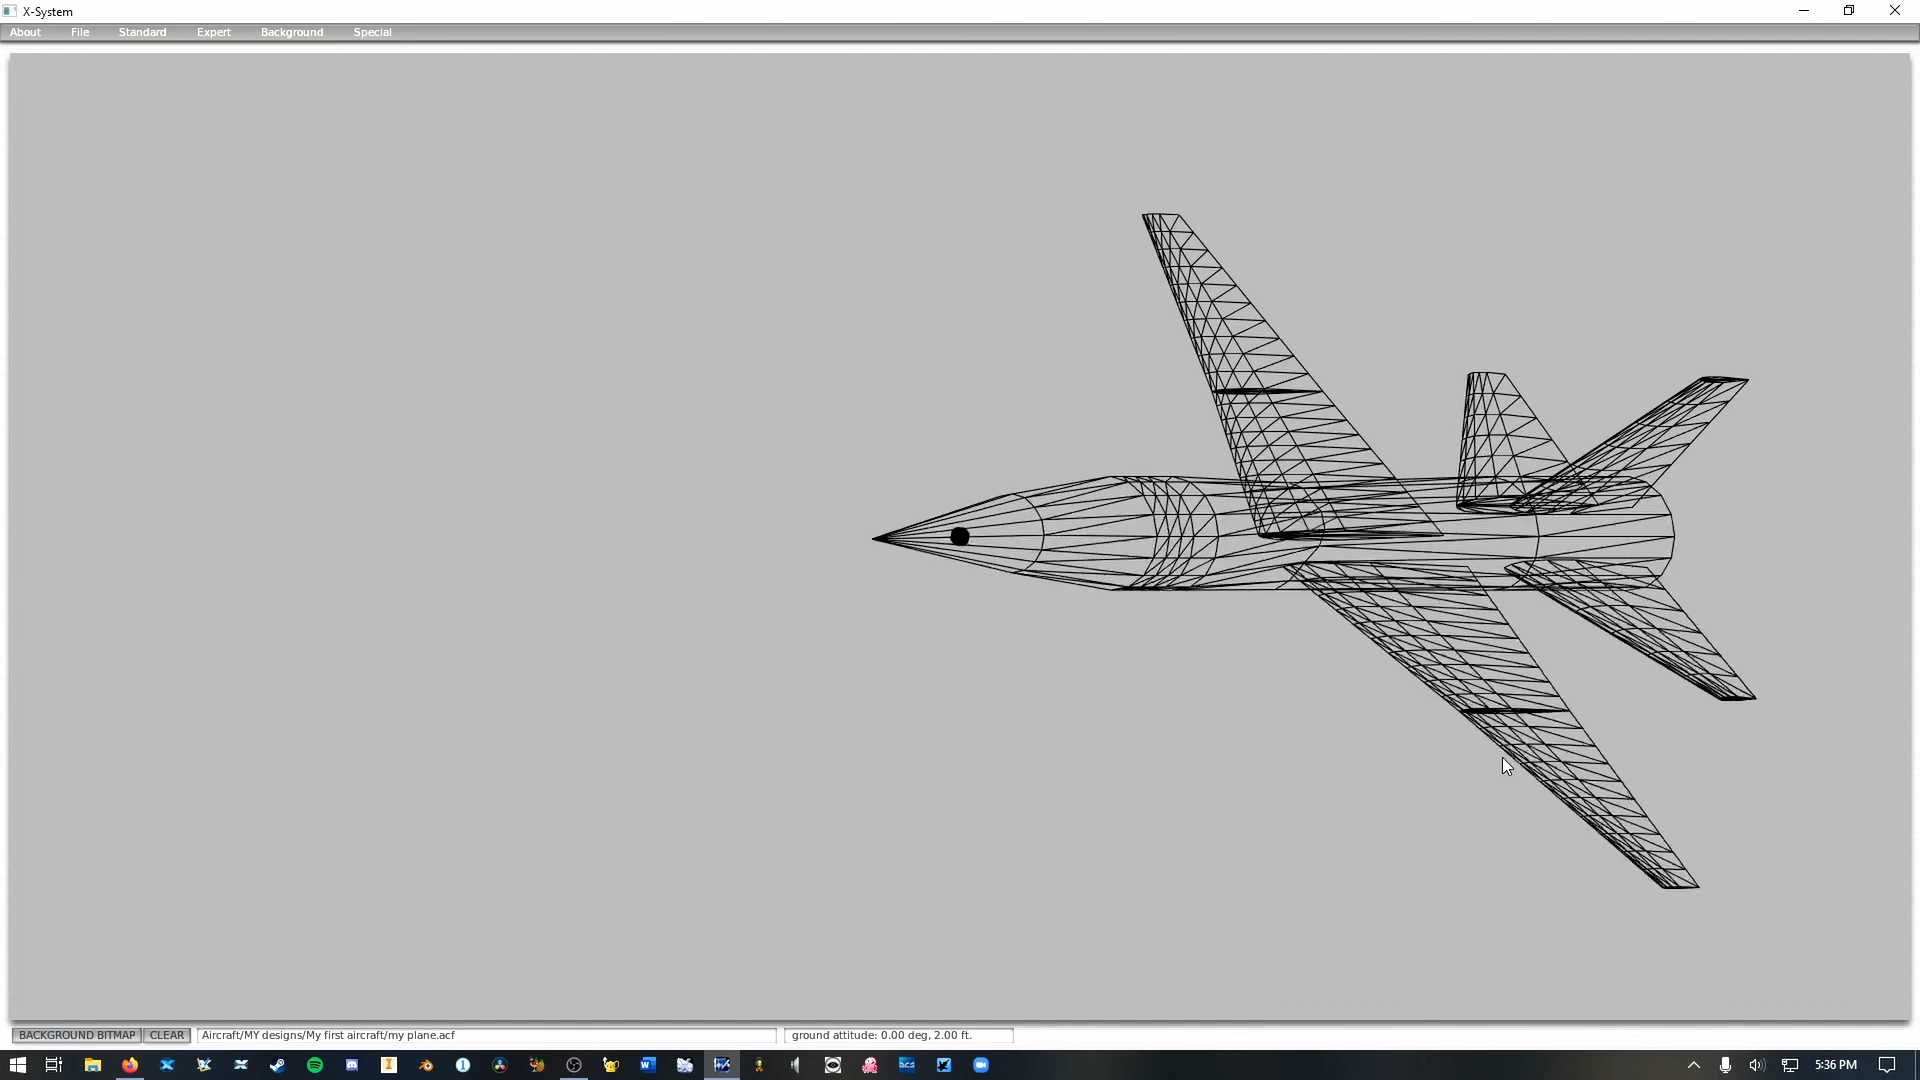 X-System
About File Standard Expert Background Special
BACKGROUND BITMAP CLEAR Aircraft/MY designs/My first aircraft/my plane.acf ground attitude: 0.00 deg, 2.00 ft.
5:36 PM